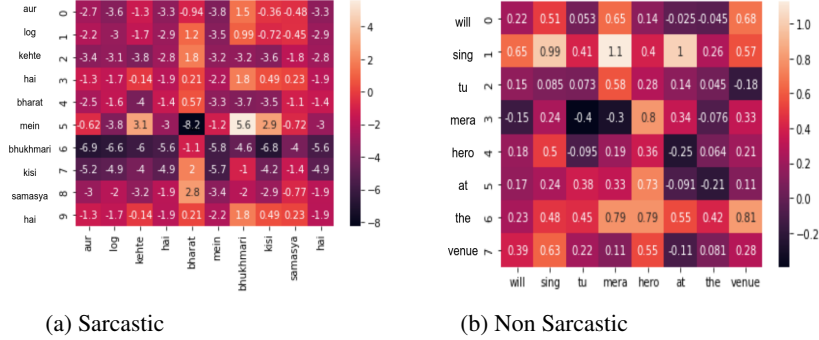 aur 0 -2.7 -3.6 -1.3 -3.3 -0.94 -3.8 1.5 -0.36 -0.48 -3.3
log 1 -2.2 -3 -1.7 -2.9 1.2 -3.5 0.99 -0.72 -0.45 -2.9
kehte 2 -3.4 -3.1 -3.8 -2.8 1.8 -3.2 -3.2 -3.6 -1.8 -2.8
hai 3 -1.3 -1.7 -0.14 -1.9 0.21 -2.2 1.8 0.49 0.23 -1.9
bharat 4 -2.5 -1.6 -4 -1.4 0.57 -3.3 -3.7 -3.5 -1.1 -1.4
mein 5 -0.62 -3.8 3.1 -3 -8.2 -1.2 5.6 2.9 -0.72 -3
bhukhmari 6 -6.9 -6.6 -6 -5.6 -1.1 -5.8 -4.6 -6.8 -4 -5.6
kisi 7 -5.2 -4.9 -4 -4.9 2 -5.7 -1 -4.2 -1.4 -4.9
samasya 8 -3 -2 -3.2 -1.9 2.8 -3.4 -2 -2.9 -0.77 -1.9
hai 9 -1.3 -1.7 -0.14 -1.9 0.21 -2.2 1.8 0.49 0.23 -1.9
aur log kehte hai bharat mein bhukhmari kisi samasya hai
4
2
0
−2
−4
−6
−8
(a) Sarcastic
will 0 0.22 0.51 0.053 0.65 0.14 -0.025 -0.045 0.68
sing 1 0.65 0.99 0.41 1.1 0.4 1 0.26 0.57
tu 2 0.15 0.085 0.073 0.58 0.28 0.14 0.045 -0.18
mera 3 -0.15 0.24 -0.4 -0.3 0.8 0.34 -0.076 0.33
hero 4 0.18 0.5 -0.095 0.19 0.36 -0.25 0.064 0.21
at 5 0.17 0.24 0.38 0.33 0.73 -0.091 -0.21 0.11
the 6 0.23 0.48 0.45 0.79 0.79 0.55 0.42 0.81
venue 7 0.39 0.63 0.22 0.11 0.55 -0.11 0.081 0.28
will sing tu mera hero at the venue
1.0
0.8
0.6
0.4
0.2
0.0
−0.2
(b) Non Sarcastic